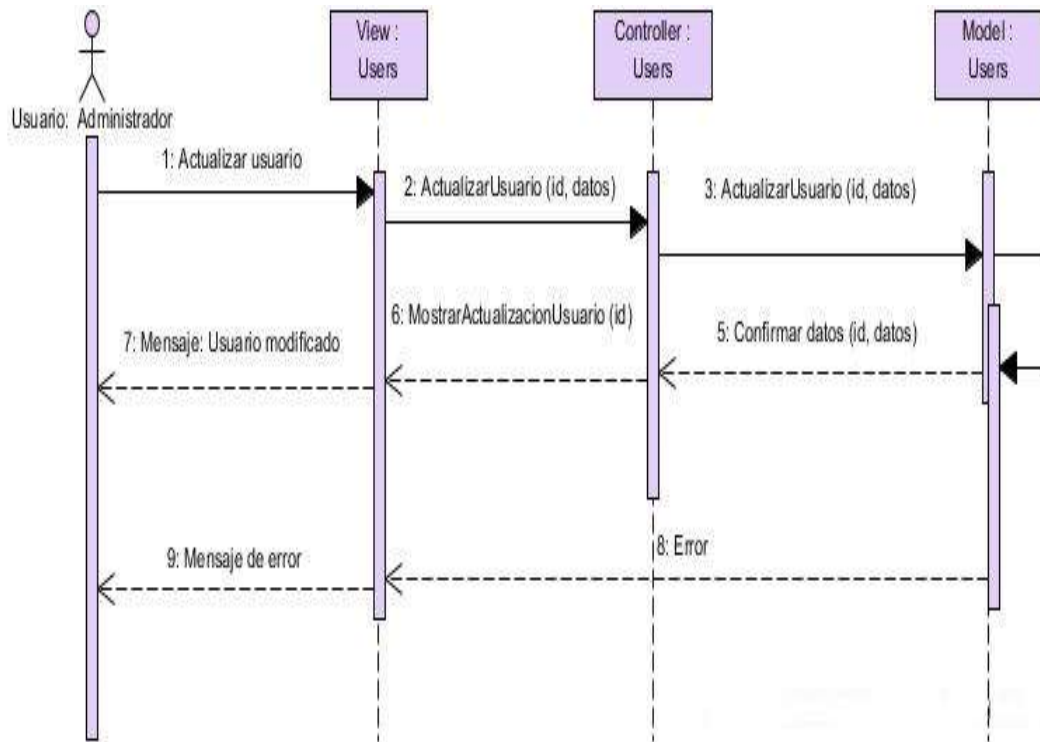 View :
Users
Controller :
Users
Model :
Users
Usuario: Administrador
1: Actualizar usuario
2: ActualizarUsuario (id, datos)
3: ActualizarUsuario (id, datos)
6: MostrarActualizacionUsuario (id)
5: Confirmar datos (id, datos)
7: Mensaje: Usuario modificado
8: Error
9: Mensaje de error